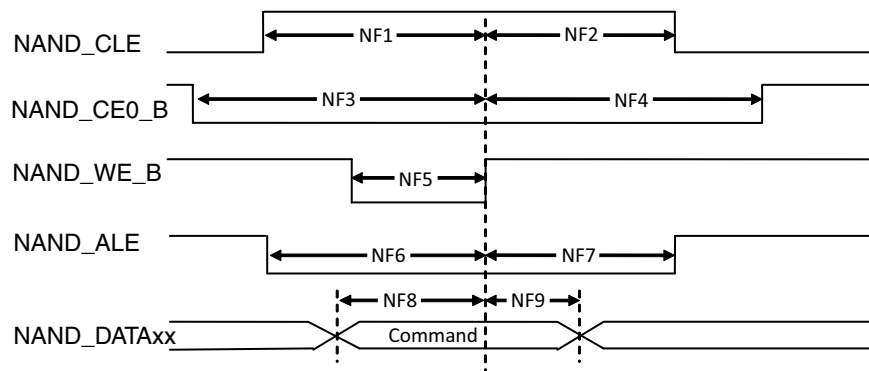 NAND_CLE NF1 NF2
NAND_CE0_B NF3 NF4
NAND_WE_B NF5
NAND_ALE NF6 NF7
NF8 NF9
NAND_DATAxx Command